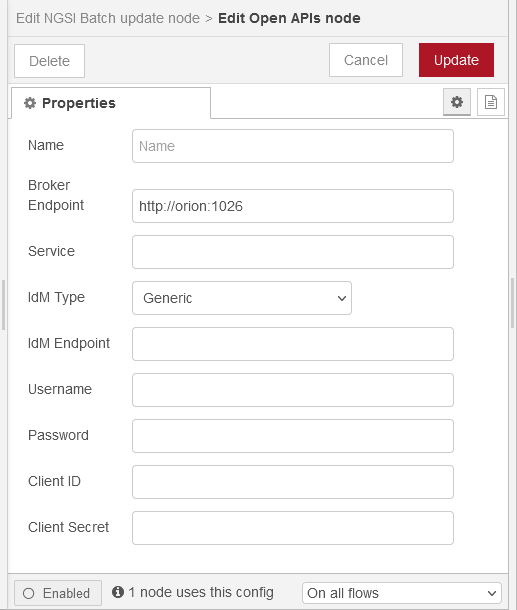 Edit NGSI Batch update node > Edit Open APIs node
Delete
Cancel
Update
Properties
Name
Name
Broker
Endpoint
http://orion:1026
Service
IdM Type
Generic
IdM Endpoint
Username
Password
Client ID
Client Secret
Enabled
1 node uses this config
On all flows